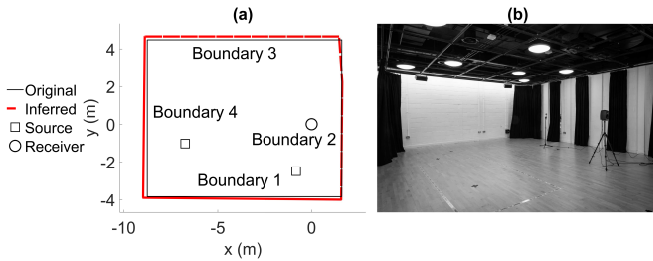 (a)
(b)
Original
Inferred
Source
Receiver
y (m)
4
2
0
-2
-4
Boundary 3
Boundary 4
Boundary 2
Boundary 1
-10
-5
0
x (m)